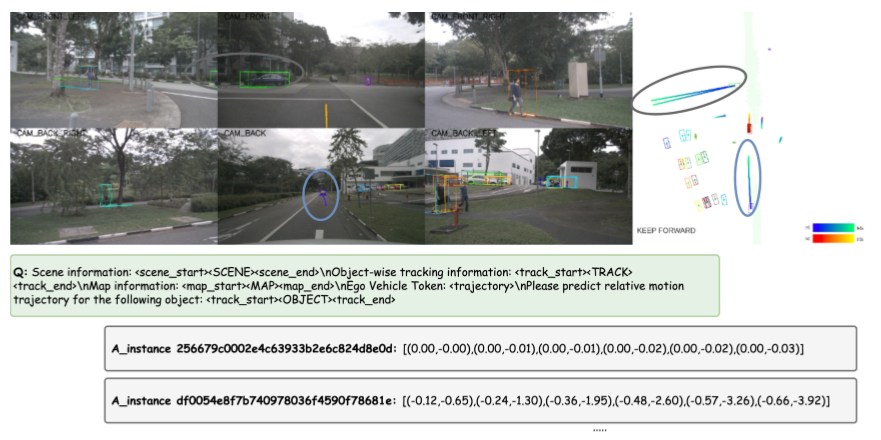 CAM_FRONT_LEFT
CAM_FRONT
CAM_FRONT_RIGHT
CAM_BACK_RIGHT
CAM_BACK
CAM_BACK_LEFT
KEEP FORWARD
Q: Scene information: <scene_start><SCENE><scene_end>\nObject-wise tracking information: <track_start><TRACK>
<track_end>\nMap information: <map_start><MAP><map_end>\nEgo Vehicle Token: <trajectory>\nPlease predict relative motion
trajectory for the following object: <track_start><OBJECT><track_end>
A_instance 256679c0002e4c63933b2e6c824d8e0d: [(0.00,-0.00),(0.00,-0.01),(0.00,-0.01),(0.00,-0.02),(0.00,-0.02),(0.00,-0.03)]
A_instance df0054e8f7b740978036f4590f78681e: [(-0.12,-0.65),(-0.24,-1.30),(-0.36,-1.95),(-0.48,-2.60),(-0.57,-3.26),(-0.66,-3.92)]
.....